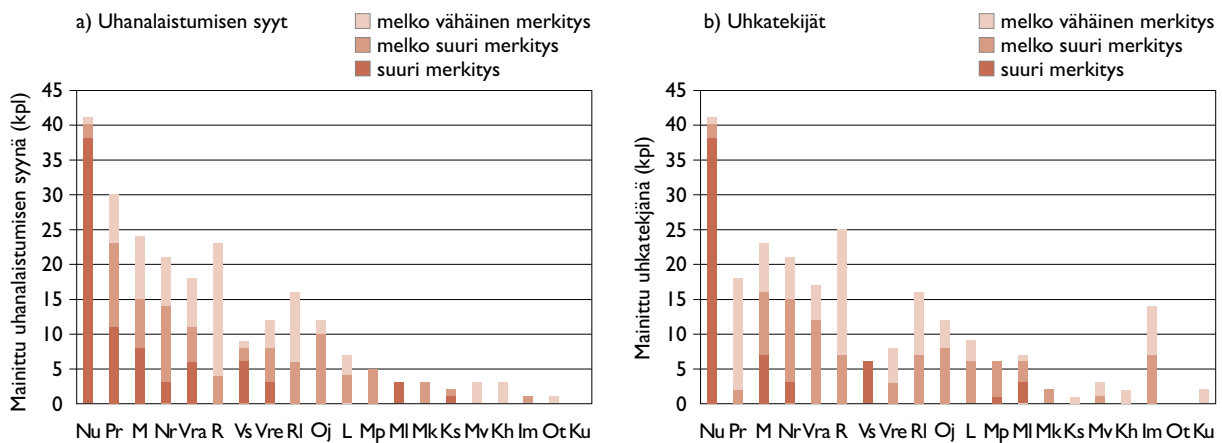 a) Uhanalaistumisen syyt
melko vähäinen merkitys
melko suuri merkitys
suuri merkitys
Mainittu uhanalaistumisen syynä (kpl)
45
40
35
30
25
20
15
10
5
0
Nu Pr M Nr Vra R Vs Vre Rl Oj L Mp Ml Mk Ks Mv Kh Im Ot Ku
b) Uhkatekijät
melko vähäinen merkitys
melko suuri merkitys
suuri merkitys
Mainittu uhkatekjänä (kpl)
45
40
35
30
25
20
15
10
5
0
Nu Pr M Nr Vra R Vs Vre Rl Oj L Mp Ml Mk Ks Mv Kh Im Ot Ku